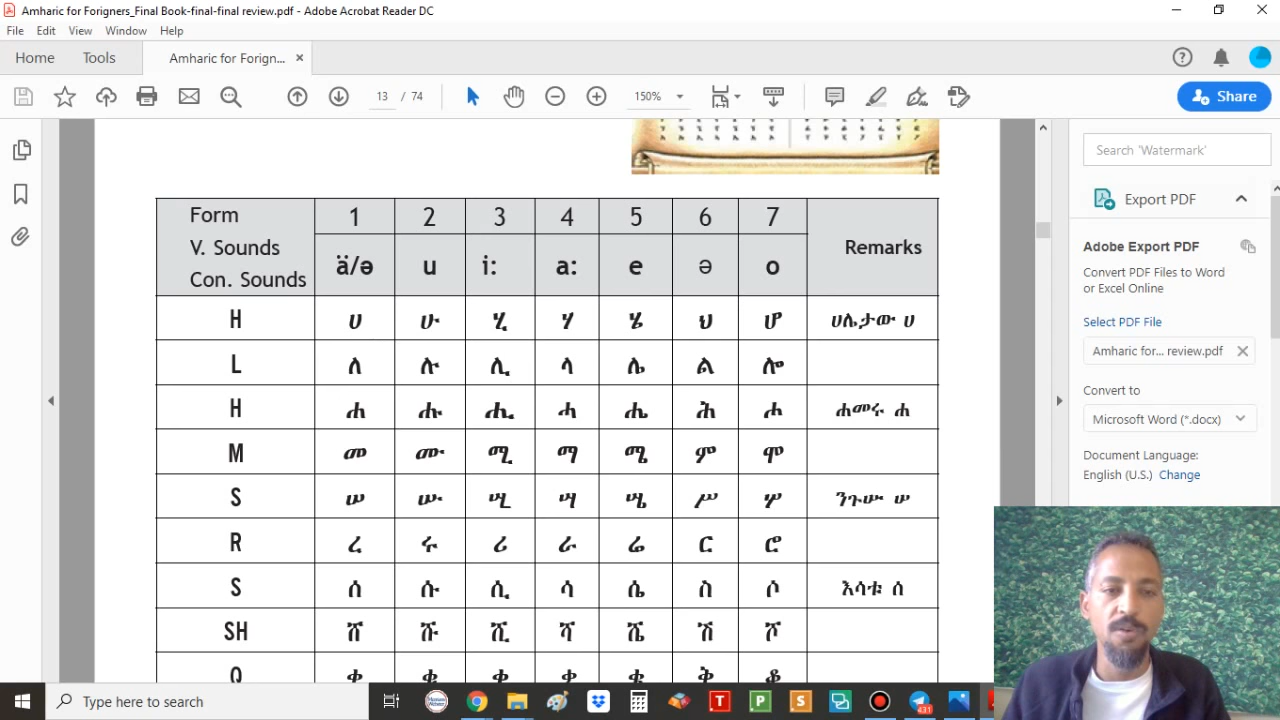 Amharic for Forigners_Final Book-final-final review.pdf - Adobe Acrobat Reader DC
File Edit View Window Help
Home Tools Amharic for Forign... ×
13 / 74 150% Share
Search 'Watermark'
Export PDF
Adobe Export PDF
Convert PDF Files to Word
or Excel Online
Select PDF File
Amharic for... review.pdf
Convert to
Microsoft Word (*.docx)
Document Language:
English (U.S.) Change
Form 1 2 3 4 5 6 7 Remarks
V. Sounds ä/ə u i: a: e ə o
Con. Sounds
H ሀ ሁ ሂ ሃ ሄ ህ ሆ ሀሌታው ሀ
L ለ ሉ ሊ ላ ሌ ል ሎ
H ሐ ሑ ሒ ሓ ሔ ሕ ሖ ሐመሩ ሐ
M መ ሙ ሚ ማ ሜ ም ሞ
S ሠ ሡ ሢ ሣ ሤ ሥ ሦ ንጉሡ ሠ
R ረ ሩ ሪ ራ ሬ ር ሮ
S ሰ ሱ ሲ ሳ ሴ ስ ሶ እሳቱ ሰ
SH ሸ ሹ ሺ ሻ ሼ ሽ ሾ
Q ቀ ቁ ቂ ቃ ቄ ቅ ቆ
Type here to search